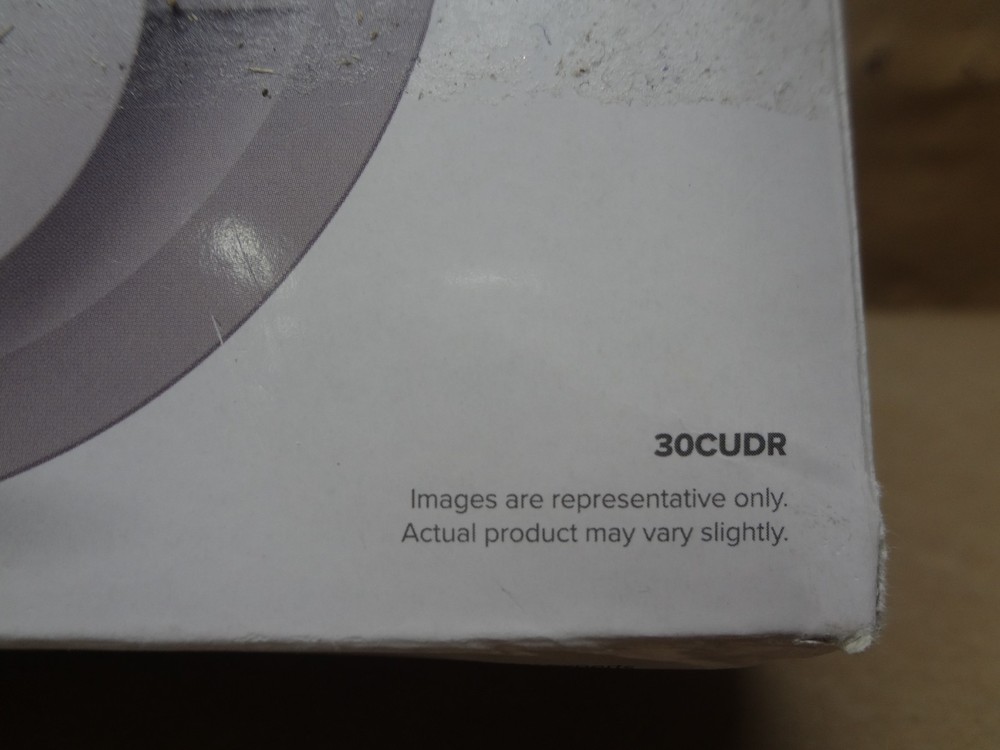 30CUDR
Images are representative only.
Actual product may vary slightly.